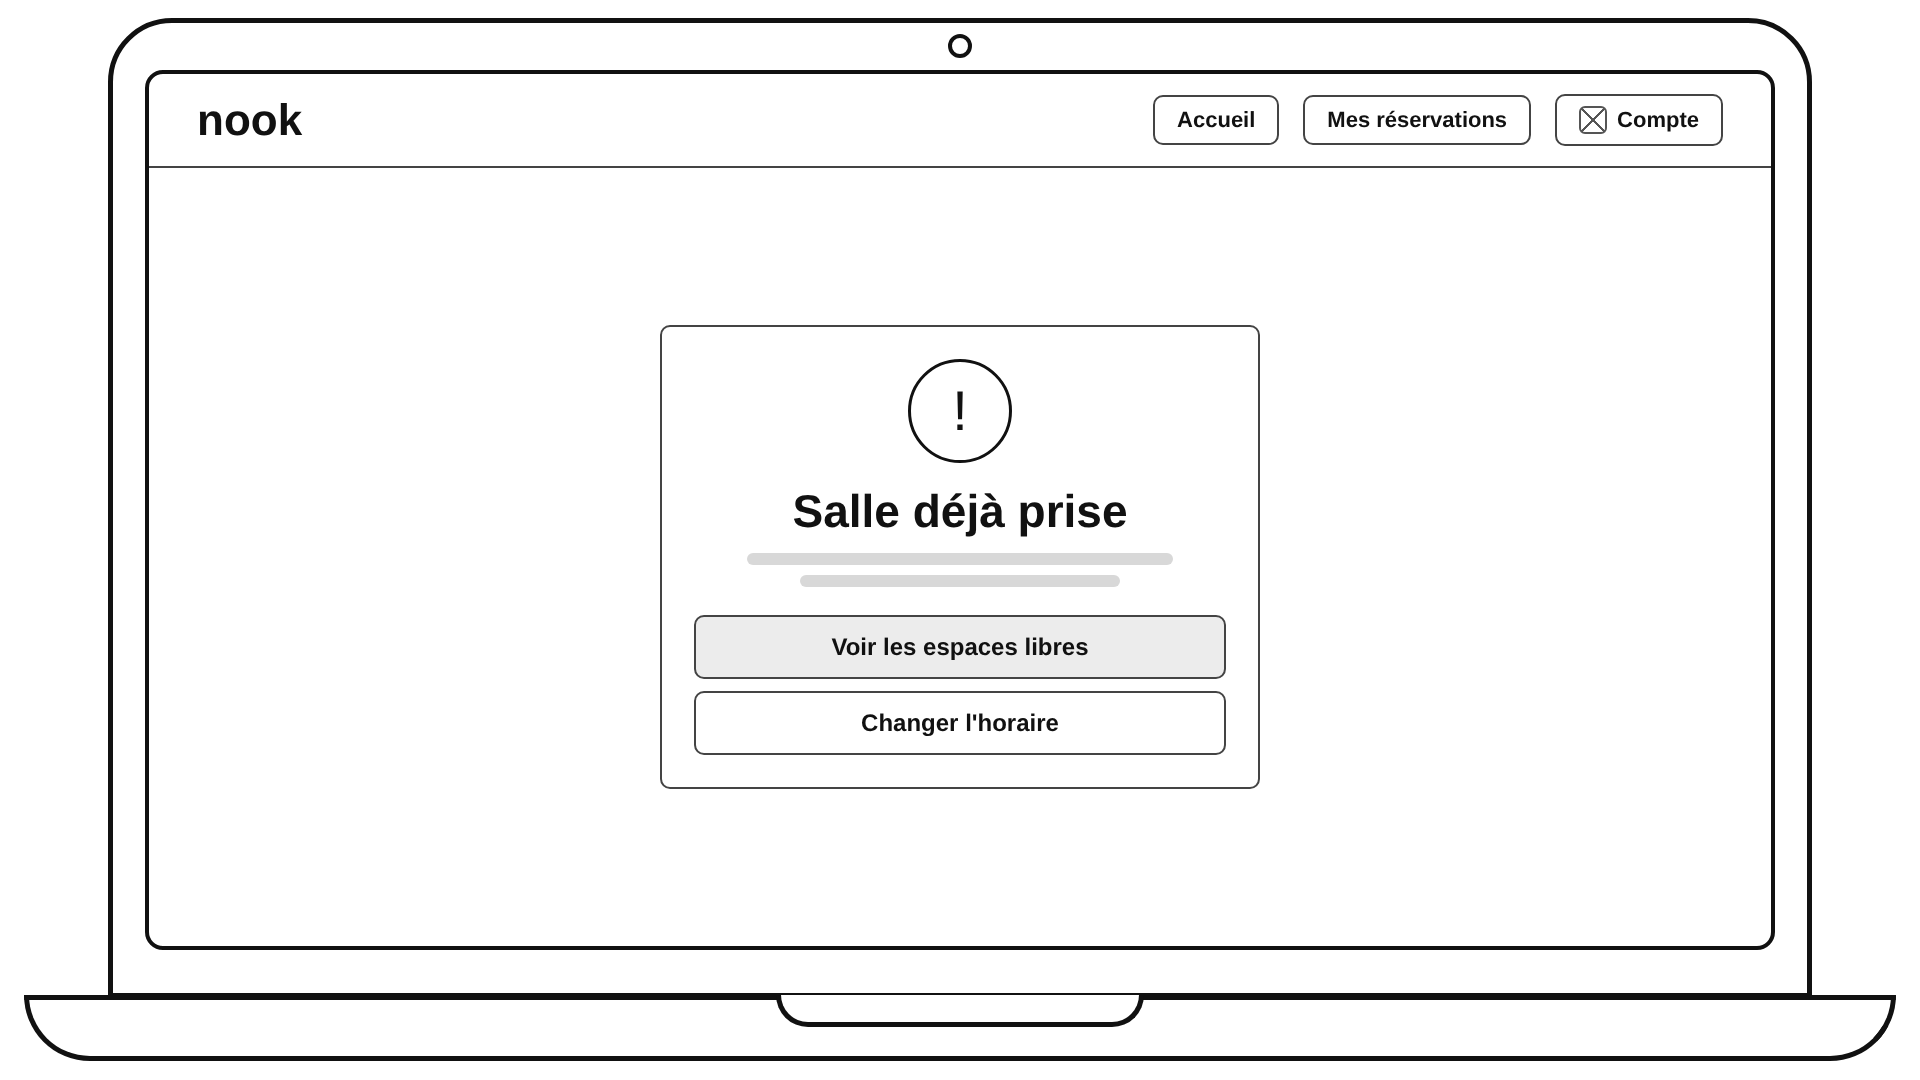 nook
Accueil
Mes réservations
Compte
!
Salle déjà prise
Voir les espaces libres
Changer l'horaire